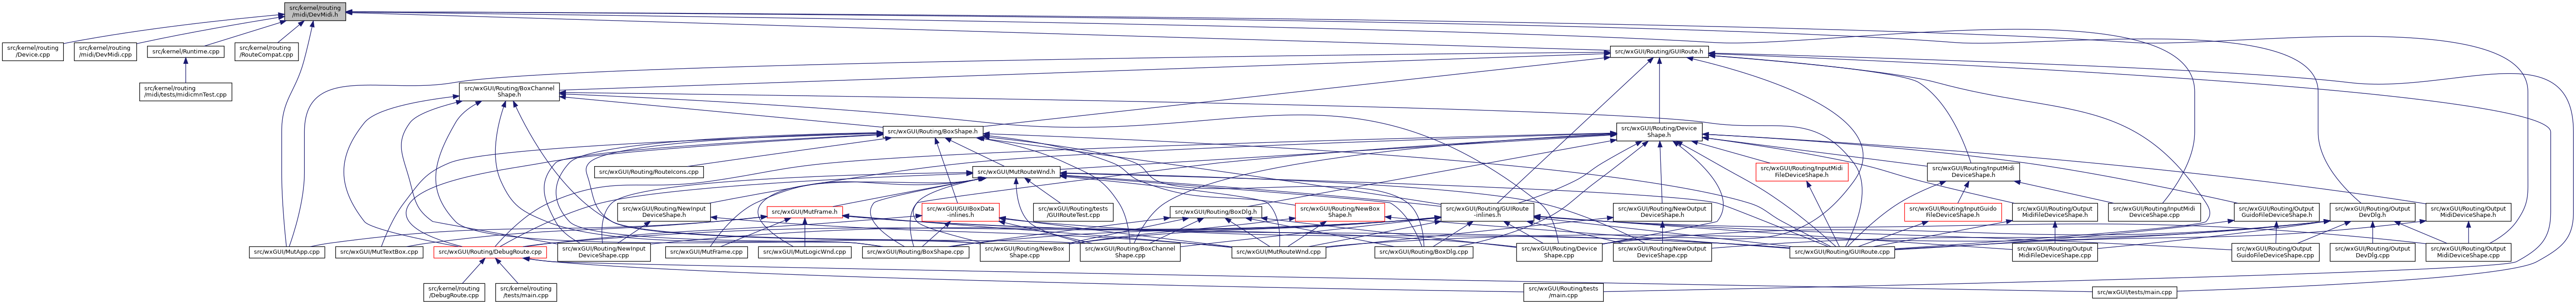 src/kernel/routing
/midi/DevMidi.h
src/kernel/routing
/Device.cpp
src/kernel/routing
/midi/DevMidi.cpp
src/kernel/Runtime.cpp
src/kernel/routing
/RouteCompat.cpp
src/wxGUI/Routing/GUIRoute.h
src/kernel/routing
/midi/tests/midicmnTest.cpp
src/wxGUI/Routing/BoxChannel
Shape.h
src/wxGUI/Routing/BoxShape.h
src/wxGUI/Routing/Device
Shape.h
src/wxGUI/Routing/RouteIcons.cpp
src/wxGUI/MutRouteWnd.h
src/wxGUI/Routing/InputMidi
FileDeviceShape.h
src/wxGUI/Routing/InputMidi
DeviceShape.h
src/wxGUI/Routing/NewInput
DeviceShape.h
src/wxGUI/MutFrame.h
src/wxGUI/GUIBoxData
-inlines.h
src/wxGUI/Routing/tests
/GUIRouteTest.cpp
src/wxGUI/Routing/BoxDlg.h
src/wxGUI/Routing/NewBox
Shape.h
src/wxGUI/Routing/GUIRoute
-inlines.h
src/wxGUI/Routing/NewOutput
DeviceShape.h
src/wxGUI/Routing/InputGuido
FileDeviceShape.h
src/wxGUI/Routing/Output
MidiFileDeviceShape.h
src/wxGUI/Routing/InputMidi
DeviceShape.cpp
src/wxGUI/Routing/Output
GuidoFileDeviceShape.h
src/wxGUI/Routing/Output
DevDlg.h
src/wxGUI/Routing/Output
MidiDeviceShape.h
src/wxGUI/MutApp.cpp
src/wxGUI/MutTextBox.cpp
src/wxGUI/Routing/DebugRoute.cpp
src/wxGUI/Routing/NewInput
DeviceShape.cpp
src/wxGUI/MutFrame.cpp
src/wxGUI/MutLogicWnd.cpp
src/wxGUI/Routing/BoxShape.cpp
src/wxGUI/Routing/NewBox
Shape.cpp
src/wxGUI/Routing/BoxChannel
Shape.cpp
src/wxGUI/MutRouteWnd.cpp
src/wxGUI/Routing/BoxDlg.cpp
src/wxGUI/Routing/Device
Shape.cpp
src/wxGUI/Routing/NewOutput
DeviceShape.cpp
src/wxGUI/Routing/GUIRoute.cpp
src/wxGUI/Routing/Output
MidiFileDeviceShape.cpp
src/wxGUI/Routing/Output
GuidoFileDeviceShape.cpp
src/wxGUI/Routing/Output
DevDlg.cpp
src/wxGUI/Routing/Output
MidiDeviceShape.cpp
src/kernel/routing
/DebugRoute.cpp
src/kernel/routing
/tests/main.cpp
src/wxGUI/Routing/tests
/main.cpp
src/wxGUI/tests/main.cpp